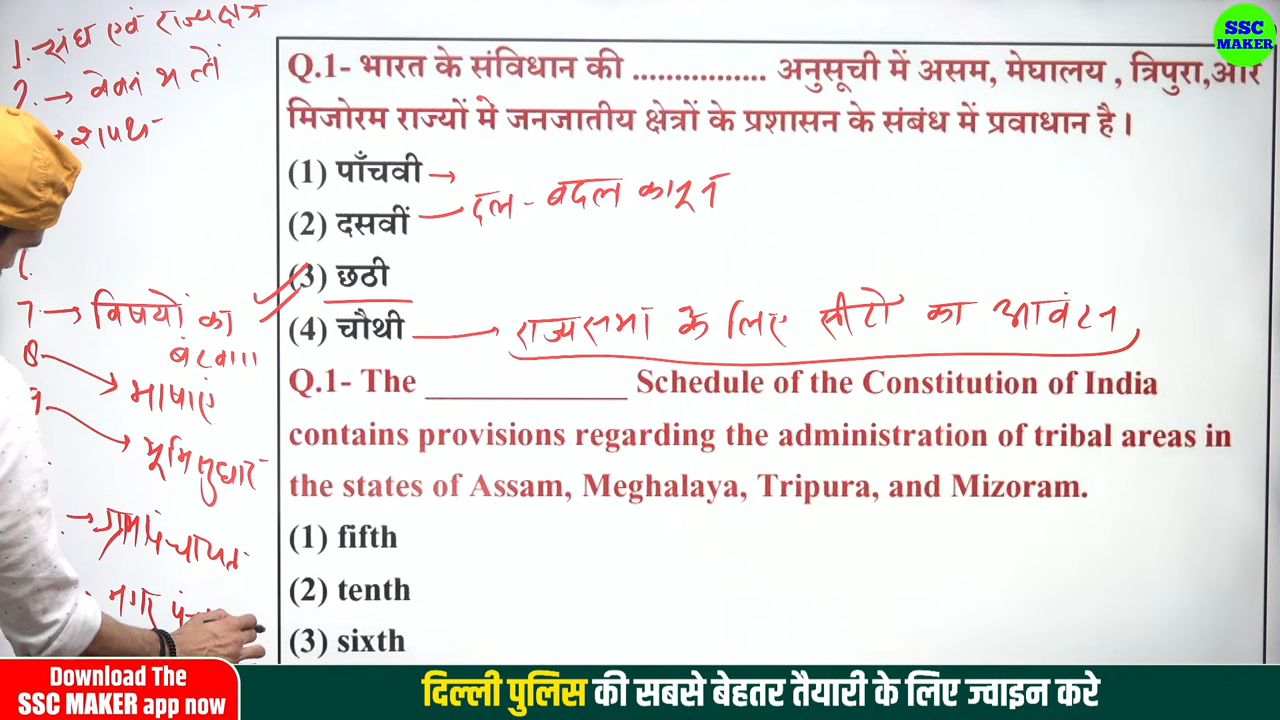 SSC
MAKER
1. संघ एवं राज्यक्षेत्र
2. → वेतन भत्ते
शपथ
Q.1- भारत के संविधान की ................ अनुसूची में असम, मेघालय , त्रिपुरा,और
मिजोरम राज्यों में जनजातीय क्षेत्रों के प्रशासन के संबंध में प्रवाधान है।
(1) पाँचवी →
(2) दसवीं — दल - बदल कानून
(3) छठी
(4) चौथी → राज्यसभा के लिए सीटो का आवंटन
7 → विषयों का
बंटवारा
8 → भाषाएं
9 → भूमि सुधार
→ ग्राम पंचायत
नगर
Q.1- The ______________ Schedule of the Constitution of India
contains provisions regarding the administration of tribal areas in
the states of Assam, Meghalaya, Tripura, and Mizoram.
(1) fifth
(2) tenth
(3) sixth
Download The
SSC MAKER app now
दिल्ली पुलिस की सबसे बेहतर तैयारी के लिए ज्वाइन करे